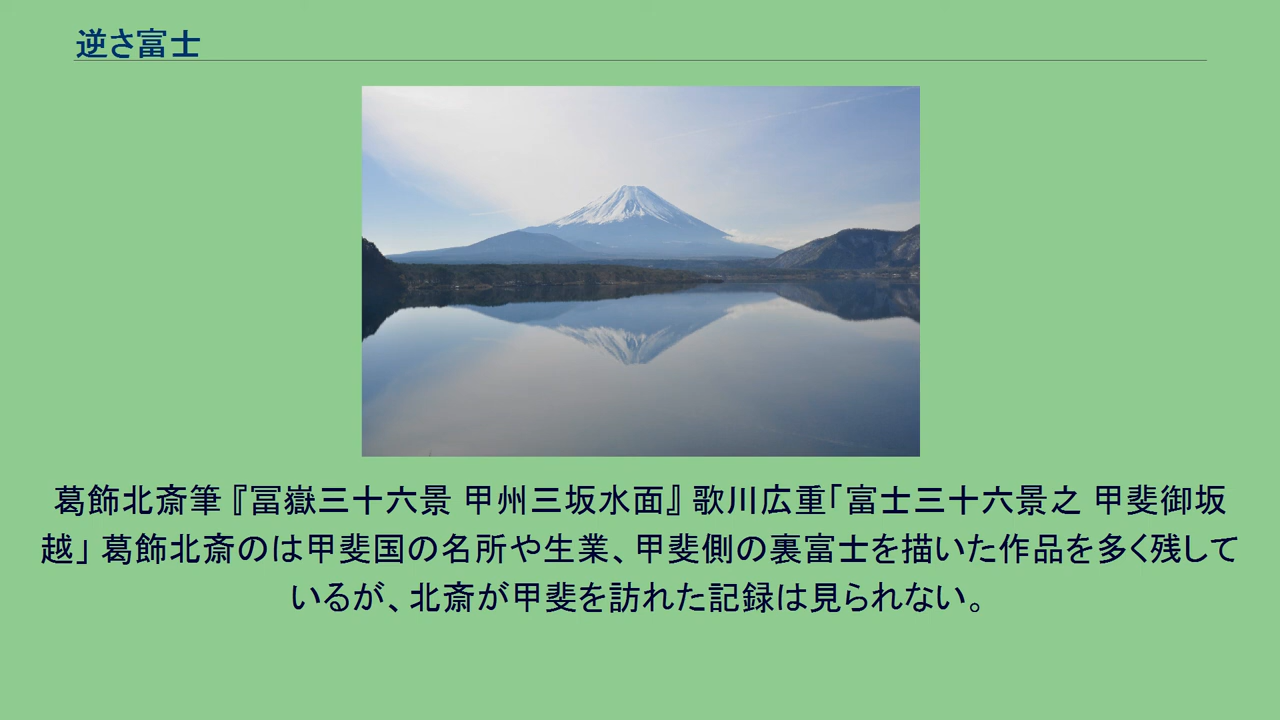 逆さ富士
葛飾北斎筆『冨嶽三十六景 甲州三坂水面』歌川広重「富士三十六景之 甲斐御坂
越」葛飾北斎のは甲斐国の名所や生業、甲斐側の裏富士を描いた作品を多く残して
いるが、北斎が甲斐を訪れた記録は見られない。